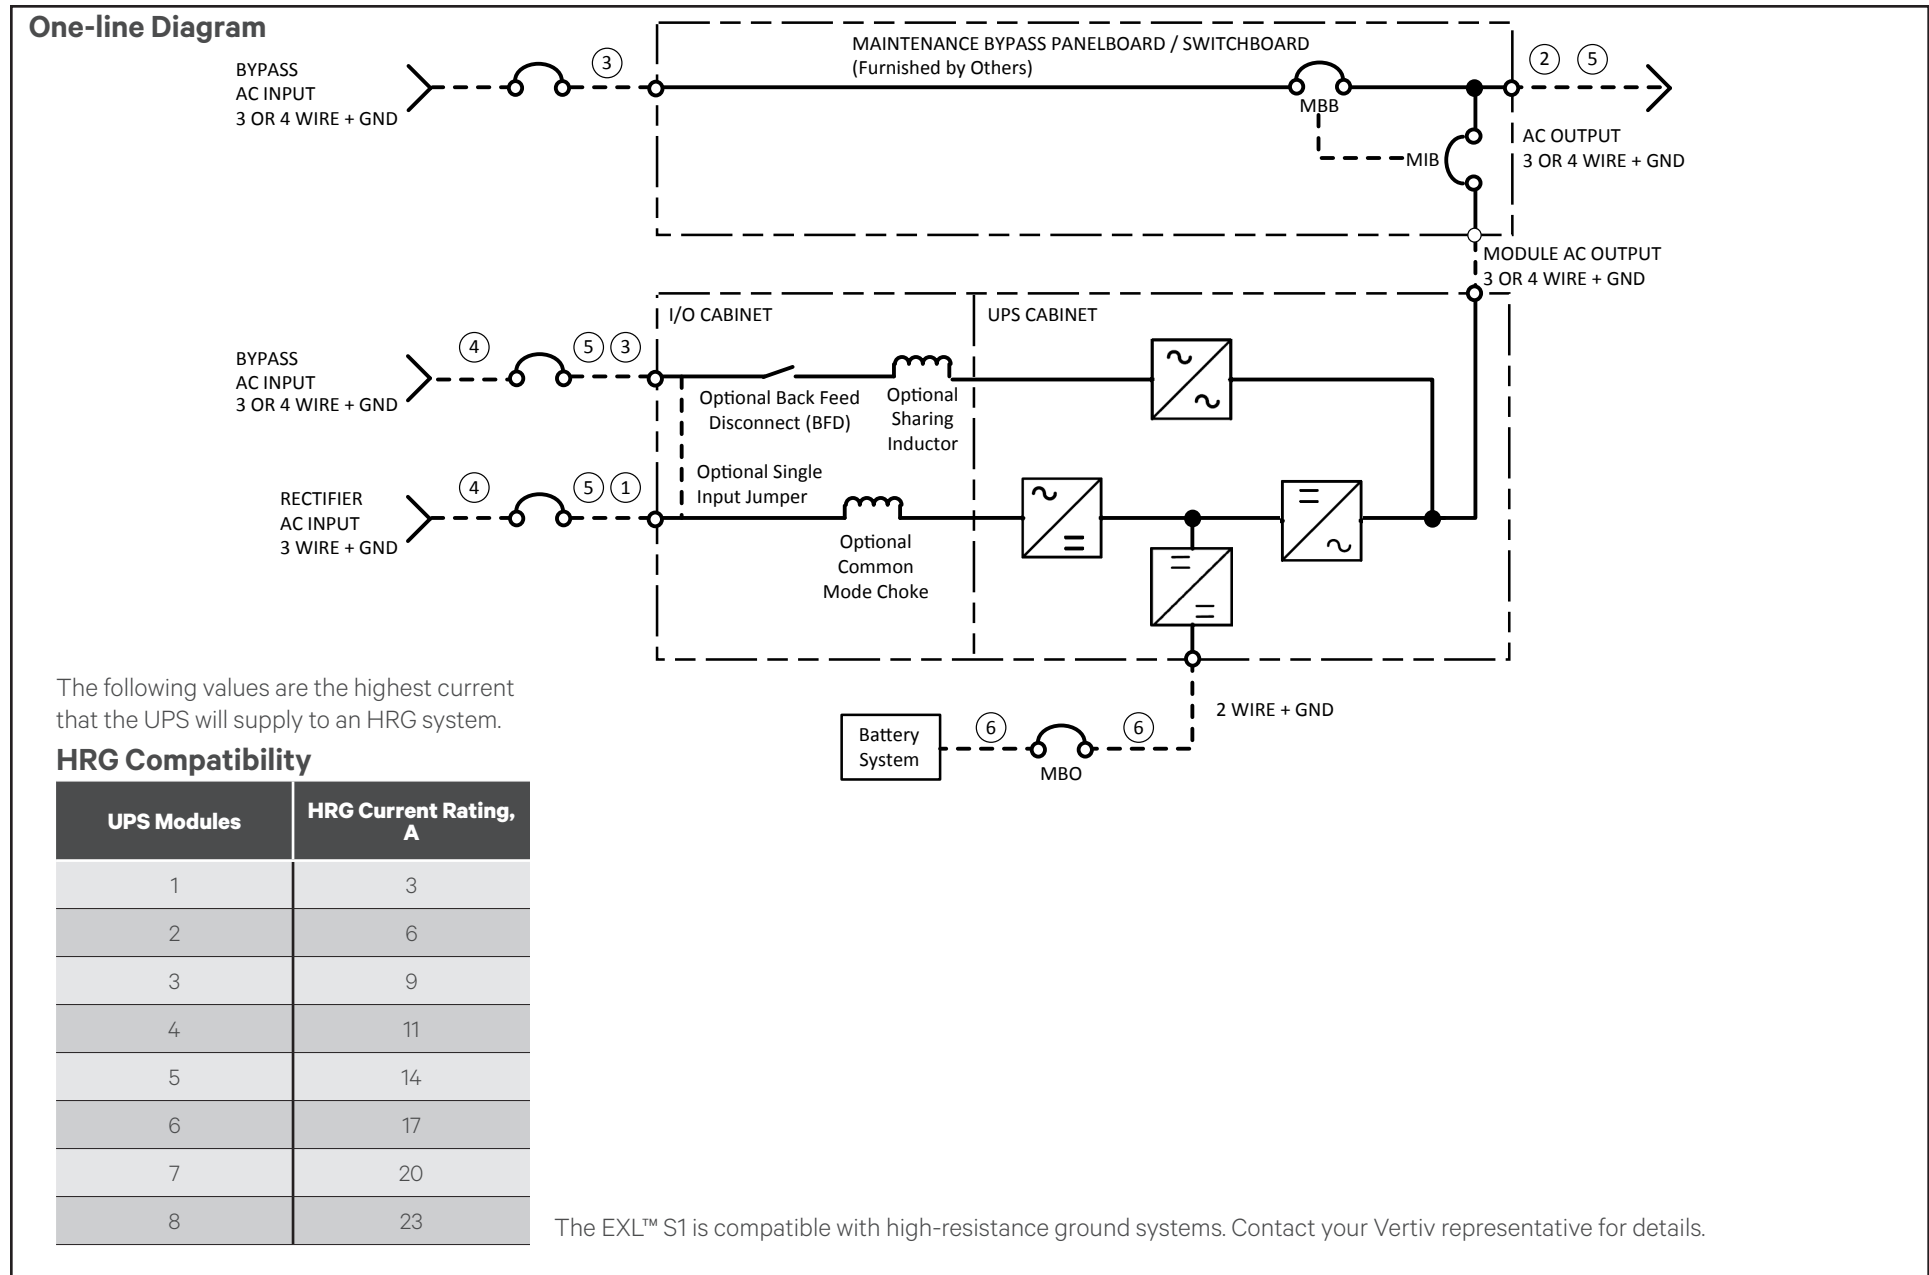 One-line Diagram
MAINTENANCE BYPASS PANELBOARD / SWITCHBOARD
(Furnished by Others)
BYPASS
AC INPUT
3 OR 4 WIRE + GND
3
2 5
MBB
MIB
AC OUTPUT
3 OR 4 WIRE + GND
MODULE AC OUTPUT
3 OR 4 WIRE + GND
I/O CABINET
UPS CABINET
BYPASS
AC INPUT
3 OR 4 WIRE + GND
4
5 3
Optional Back Feed
Disconnect (BFD)
Optional
Sharing
Inductor
Optional Single
Input Jumper
RECTIFIER
AC INPUT
3 WIRE + GND
4
5 1
Optional
Common
Mode Choke
2 WIRE + GND
Battery
System
6
MBO
6
The following values are the highest current
that the UPS will supply to an HRG system.
HRG Compatibility
UPS Modules
HRG Current Rating,
A
1 3
2 6
3 9
4 11
5 14
6 17
7 20
8 23
The EXL™ S1 is compatible with high-resistance ground systems. Contact your Vertiv representative for details.